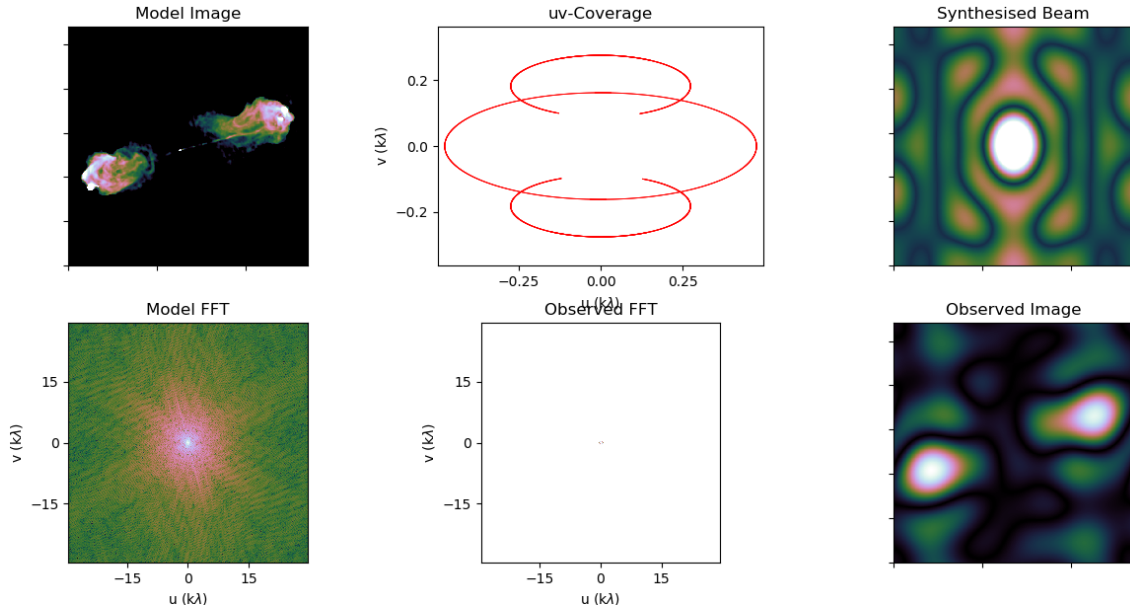 Model Image
uv-Coverage
Synthesised Beam
v (kλ)
0.2
0.0
−0.2
−0.25
0.00
0.25
u (kλ)
Model FFT
Observed FFT
Observed Image
v (kλ)
15
0
−15
−15
0
15
u (kλ)
v (kλ)
15
0
−15
−15
0
15
u (kλ)